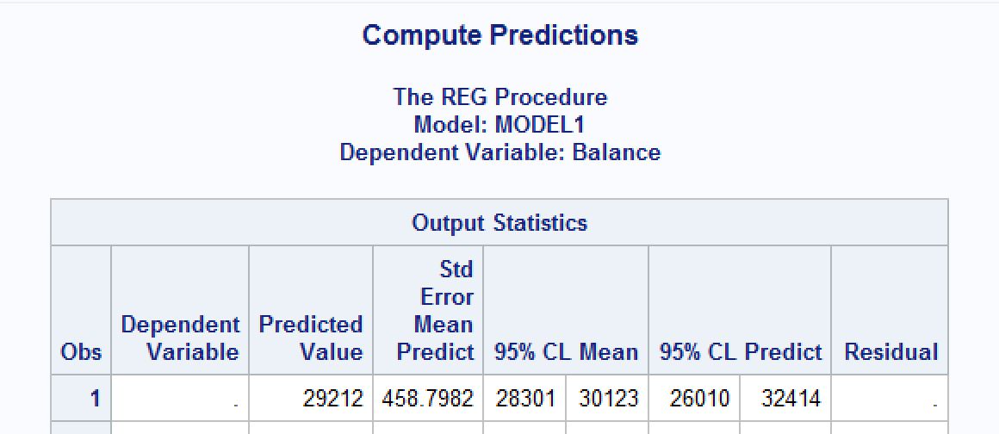 Compute Predictions
The REG Procedure
Model: MODEL1
Dependent Variable: Balance
Output Statistics
Obs Dependent Variable Predicted Value Std Error Mean Predict 95% CL Mean 95% CL Predict Residual
1 . 29212 458.7982 28301 30123 26010 32414 .